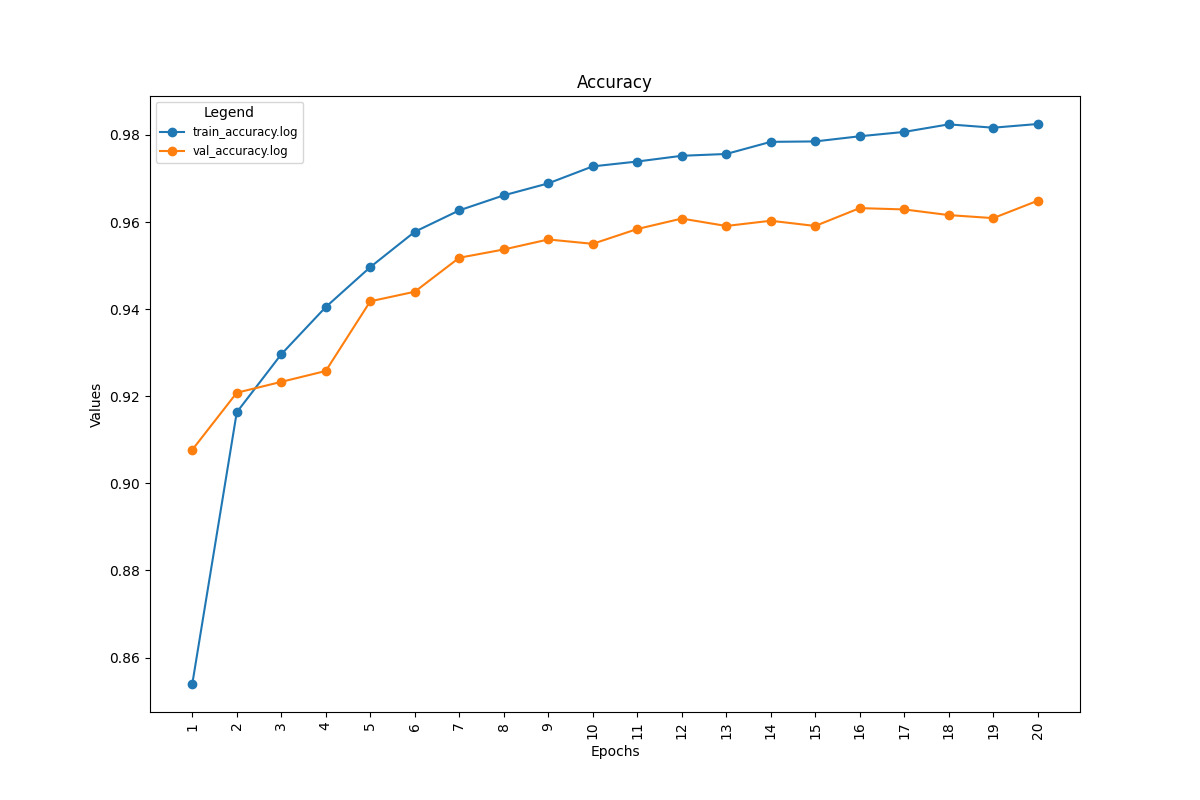 Accuracy
Legend
train_accuracy.log
val_accuracy.log
0.98
0.96
0.94
0.92
0.90
0.88
0.86
Values
1 2 3 4 5 6 7 8 9 10 11 12 13 14 15 16 17 18 19 20
Epochs